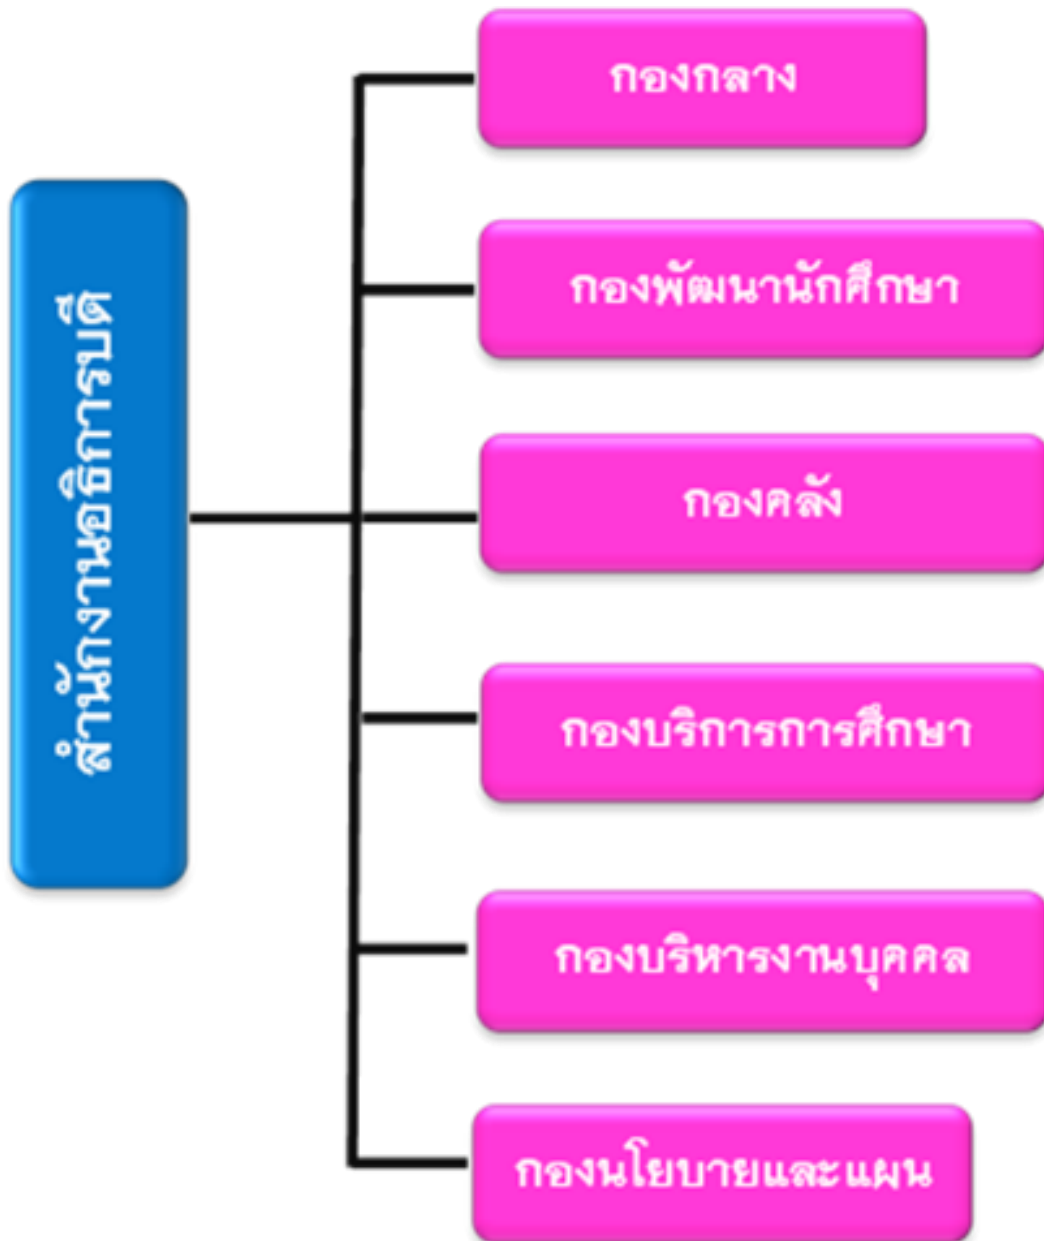 สำนักงานอธิการบดี
กองกลาง
กองพัฒนานักศึกษา
กองคลัง
กองบริการการศึกษา
กองบริหารงานบุคคล
กองนโยบายและแผน